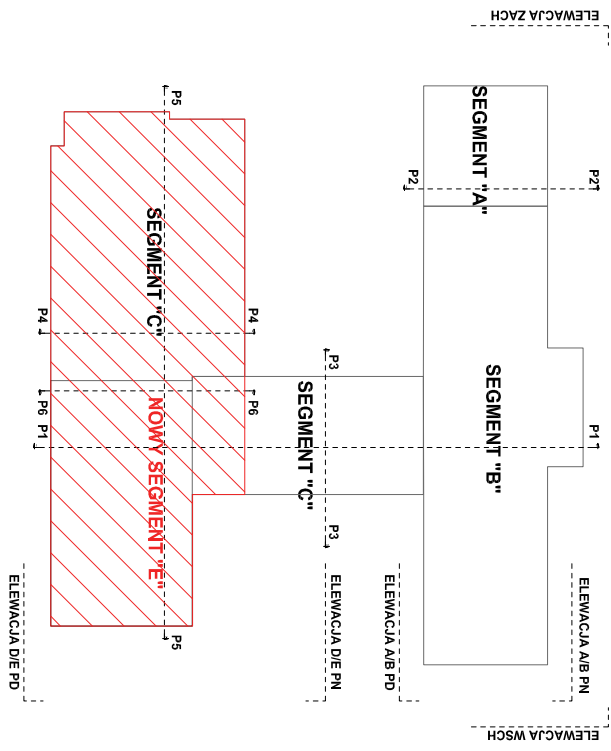 ELEWACJA ZACH
P5
SEGMENT "A"
P2
P2
SEGMENT "C"
P4
P4
P3
P6
P6
P1
NOWY SEGMENT "E"
SEGMENT "C"
SEGMENT "B"
P1
P3
P5
ELEWACJA D/E PD
ELEWACJA D/E PN
ELEWACJA A/B PD
ELEWACJA A/B PN
ELEWACJA WSCH